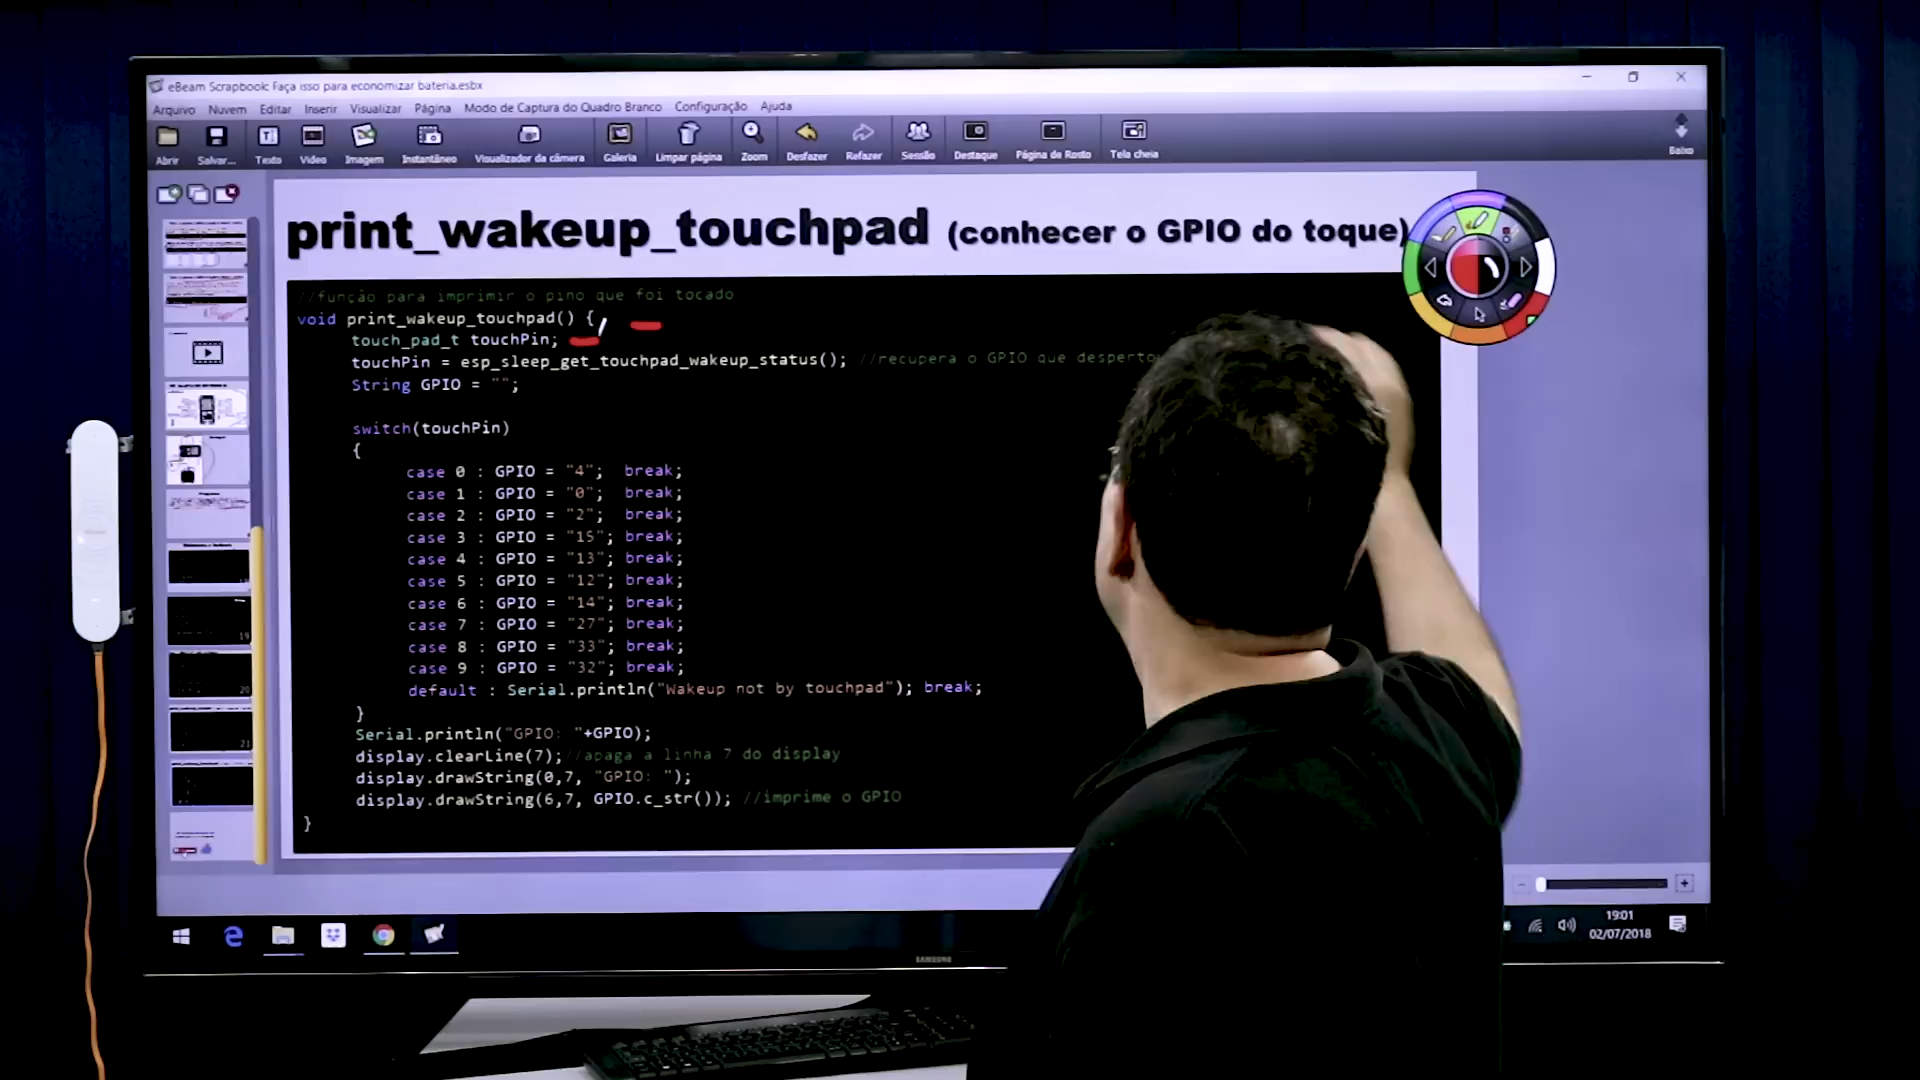 eBeam Scrapbook: Faça isso para economizar bateria.esbx
Arquivo Nuvem Editar Inserir Visualizar Página Modo de Captura do Quadro Branco Configuração Ajuda
Abrir Salvar... Texto Vídeo Imagem Instantâneo Visualizador da câmera Galeria Limpar página Zoom Desfazer Refazer Sessão Destaque Página de Rosto Tela cheia Baixo
print_wakeup_touchpad (conhecer o GPIO do toque)
//função para imprimir o pino que foi tocado
void print_wakeup_touchpad() {
touch_pad_t touchPin;
touchPin = esp_sleep_get_touchpad_wakeup_status(); //recupera o GPIO que
String GPIO = "";
switch(touchPin)
{
case 0 : GPIO = "4"; break;
case 1 : GPIO = "0"; break;
case 2 : GPIO = "2"; break;
case 3 : GPIO = "15"; break;
case 4 : GPIO = "13"; break;
case 5 : GPIO = "12"; break;
case 6 : GPIO = "14"; break;
case 7 : GPIO = "27"; break;
case 8 : GPIO = "33"; break;
case 9 : GPIO = "32"; break;
default : Serial.println("Wakeup not by touchpad"); break;
}
Serial.println("GPIO: "+GPIO);
display.clearLine(7);//apaga a linha 7 do display
display.drawString(0,7, "GPIO: ");
display.drawString(6,7, GPIO.c_str()); //imprime o GPIO
}
19
20
21
19:01
02/07/2018
SAMSUNG